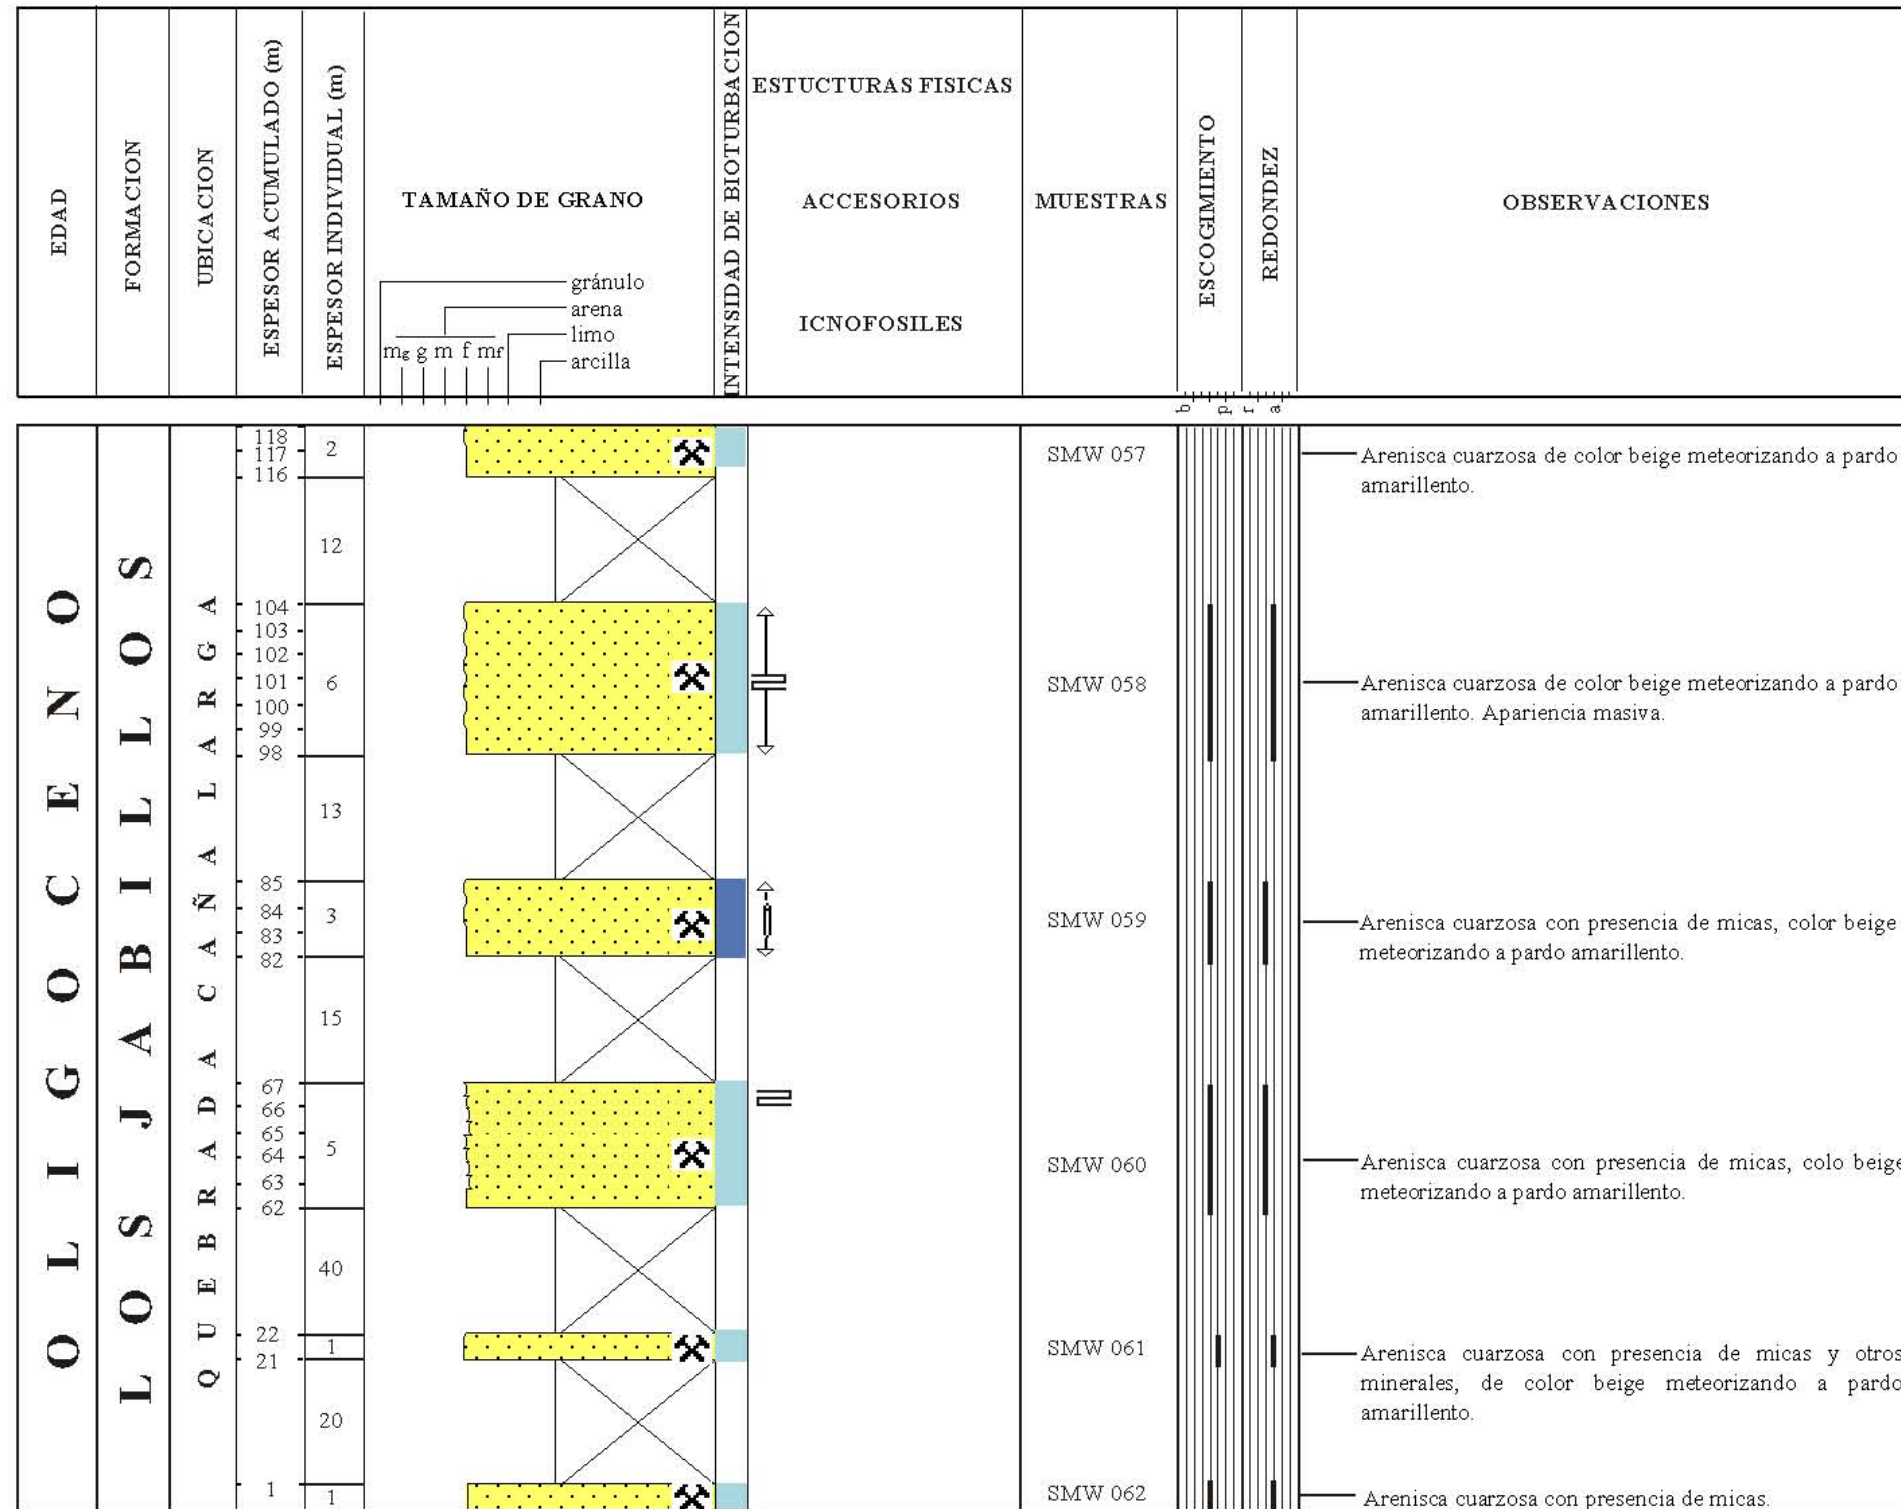 EDAD
FORMACION
UBICACION
ESPESOR ACUMULADO (m)
ESPESOR INDIVIDUAL (m)
TAMAÑO DE GRANO
gránulo
arena
limo
arcilla
mg g m f mf
INTENSIDAD DE BIOTURBACION
ESTUCTURAS FISICAS
ACCESORIOS
ICNOFOSILES
MUESTRAS
ESCOGIMIENTO
REDONDEZ
b p r a
OBSERVACIONES
OLIGOCENO
LOS JABILLOS
QUEBRADA CAÑA LARGA
118
117
116
2
SMW 057
Arenisca cuarzosa de color beige meteorizando a pardo
amarillento.
12
104
103
102
101
100
99
98
6
SMW 058
Arenisca cuarzosa de color beige meteorizando a pardo
amarillento. Apariencia masiva.
13
85
84
83
82
3
SMW 059
Arenisca cuarzosa con presencia de micas, color beige
meteorizando a pardo amarillento.
15
67
66
65
64
63
62
5
SMW 060
Arenisca cuarzosa con presencia de micas, colo beige
meteorizando a pardo amarillento.
40
22
21
1
SMW 061
Arenisca cuarzosa con presencia de micas y otros
minerales, de color beige meteorizando a pardo
amarillento.
20
1
1
SMW 062
Arenisca cuarzosa con presencia de micas.